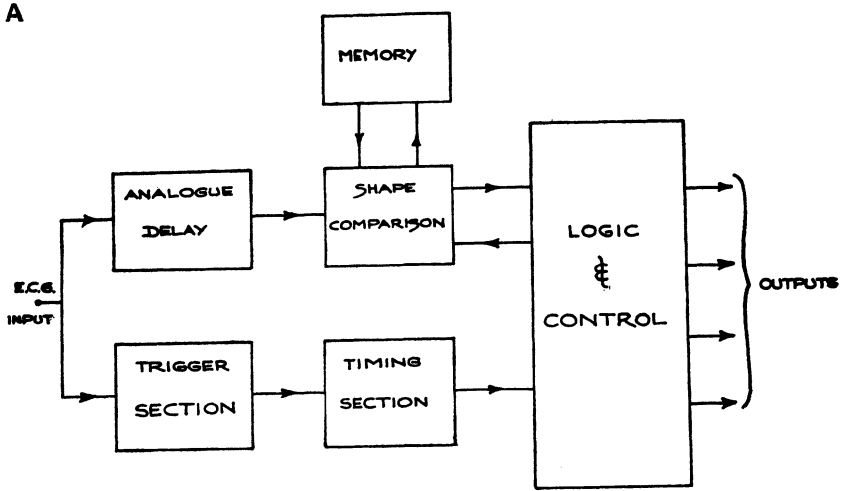 A
MEMORY
ANALOGUE
DELAY
SHAPE
COMPARISON
LOGIC
&
CONTROL
OUTPUTS
E.C.G.
INPUT
TRIGGER
SECTION
TIMING
SECTION